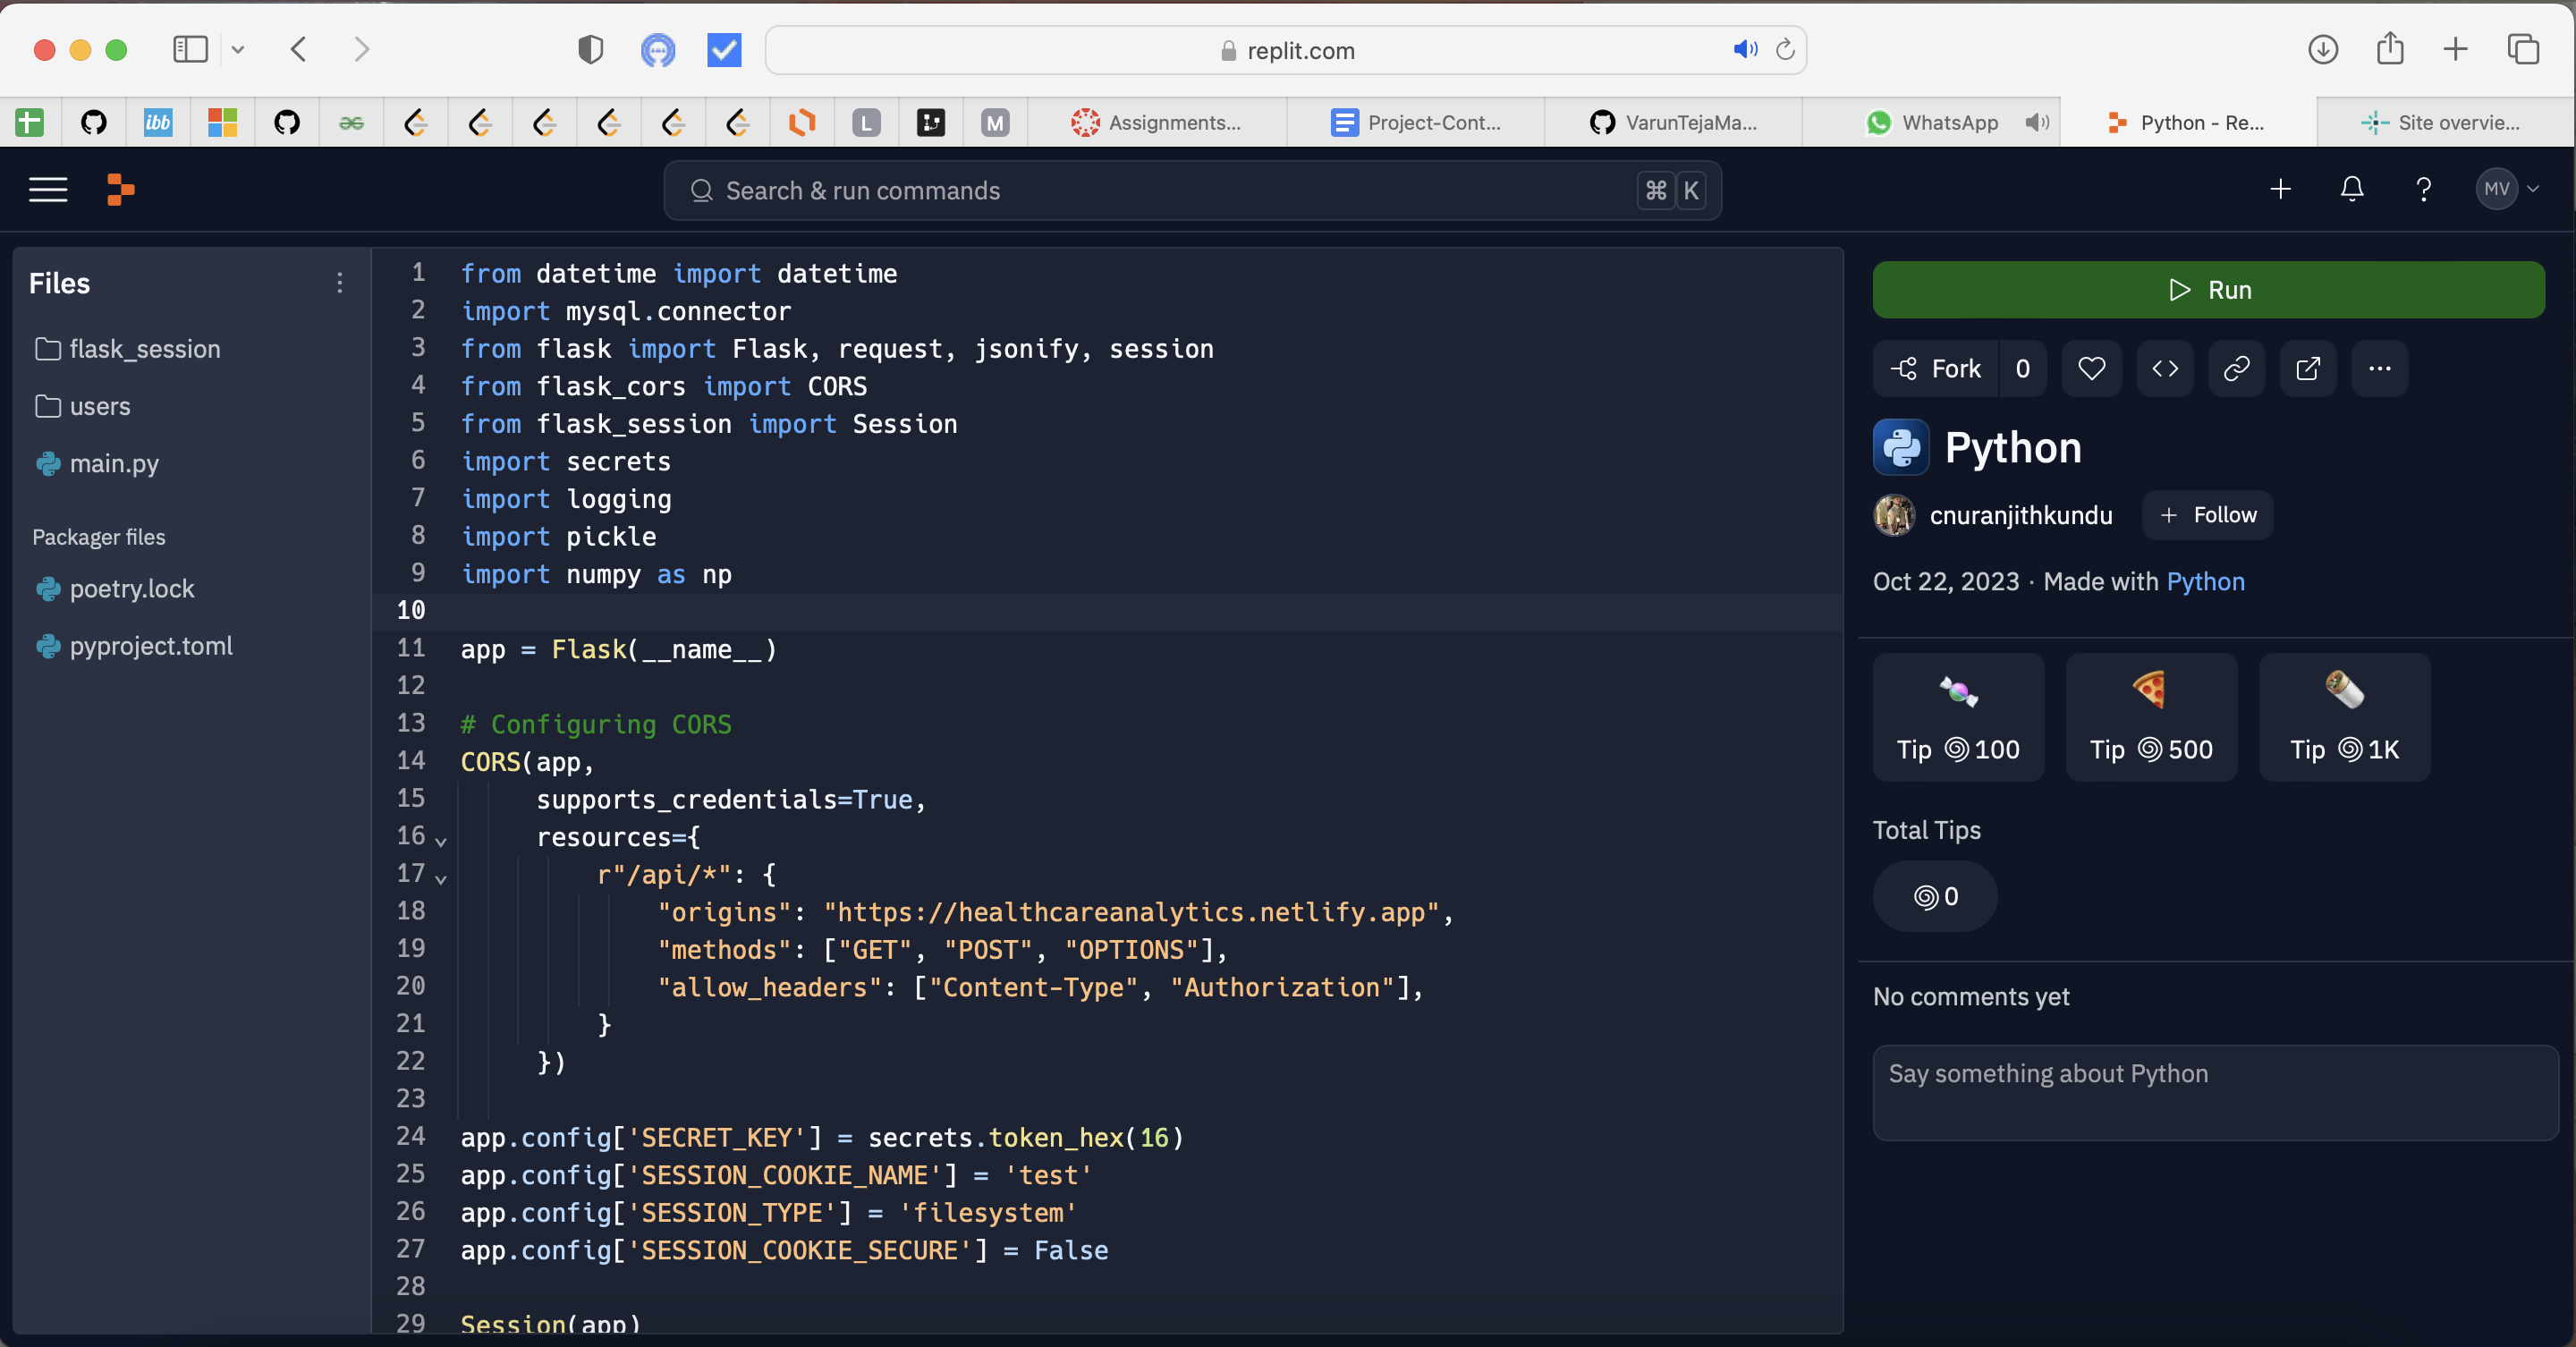 replit.com
ibb
L
M
Assignments...
Project-Cont...
VarunTejaMa...
WhatsApp
Python - Re...
Site overvie...
Search & run commands
⌘ K
?
MV
Files
flask_session
users
main.py
Packager files
poetry.lock
pyproject.toml
1 from datetime import datetime
2 import mysql.connector
3 from flask import Flask, request, jsonify, session
4 from flask_cors import CORS
5 from flask_session import Session
6 import secrets
7 import logging
8 import pickle
9 import numpy as np
10
11 app = Flask(__name__)
12
13 # Configuring CORS
14 CORS(app,
15 supports_credentials=True,
16 resources={
17 r"/api/*": {
18 "origins": "https://healthcareanalytics.netlify.app",
19 "methods": ["GET", "POST", "OPTIONS"],
20 "allow_headers": ["Content-Type", "Authorization"],
21 }
22 })
23
24 app.config['SECRET_KEY'] = secrets.token_hex(16)
25 app.config['SESSION_COOKIE_NAME'] = 'test'
26 app.config['SESSION_TYPE'] = 'filesystem'
27 app.config['SESSION_COOKIE_SECURE'] = False
28
29 Session(app)
Run
Fork 0
Python
cnuranjithkundu
+ Follow
Oct 22, 2023 · Made with Python
Tip 100
Tip 500
Tip 1K
Total Tips
0
No comments yet
Say something about Python